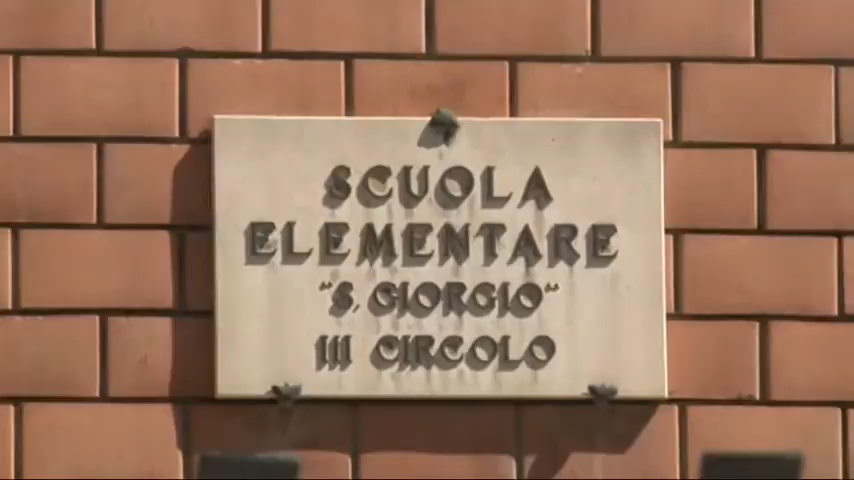 SCUOLA
ELEMENTARE
"S. GIORGIO"
III CIRCOLO